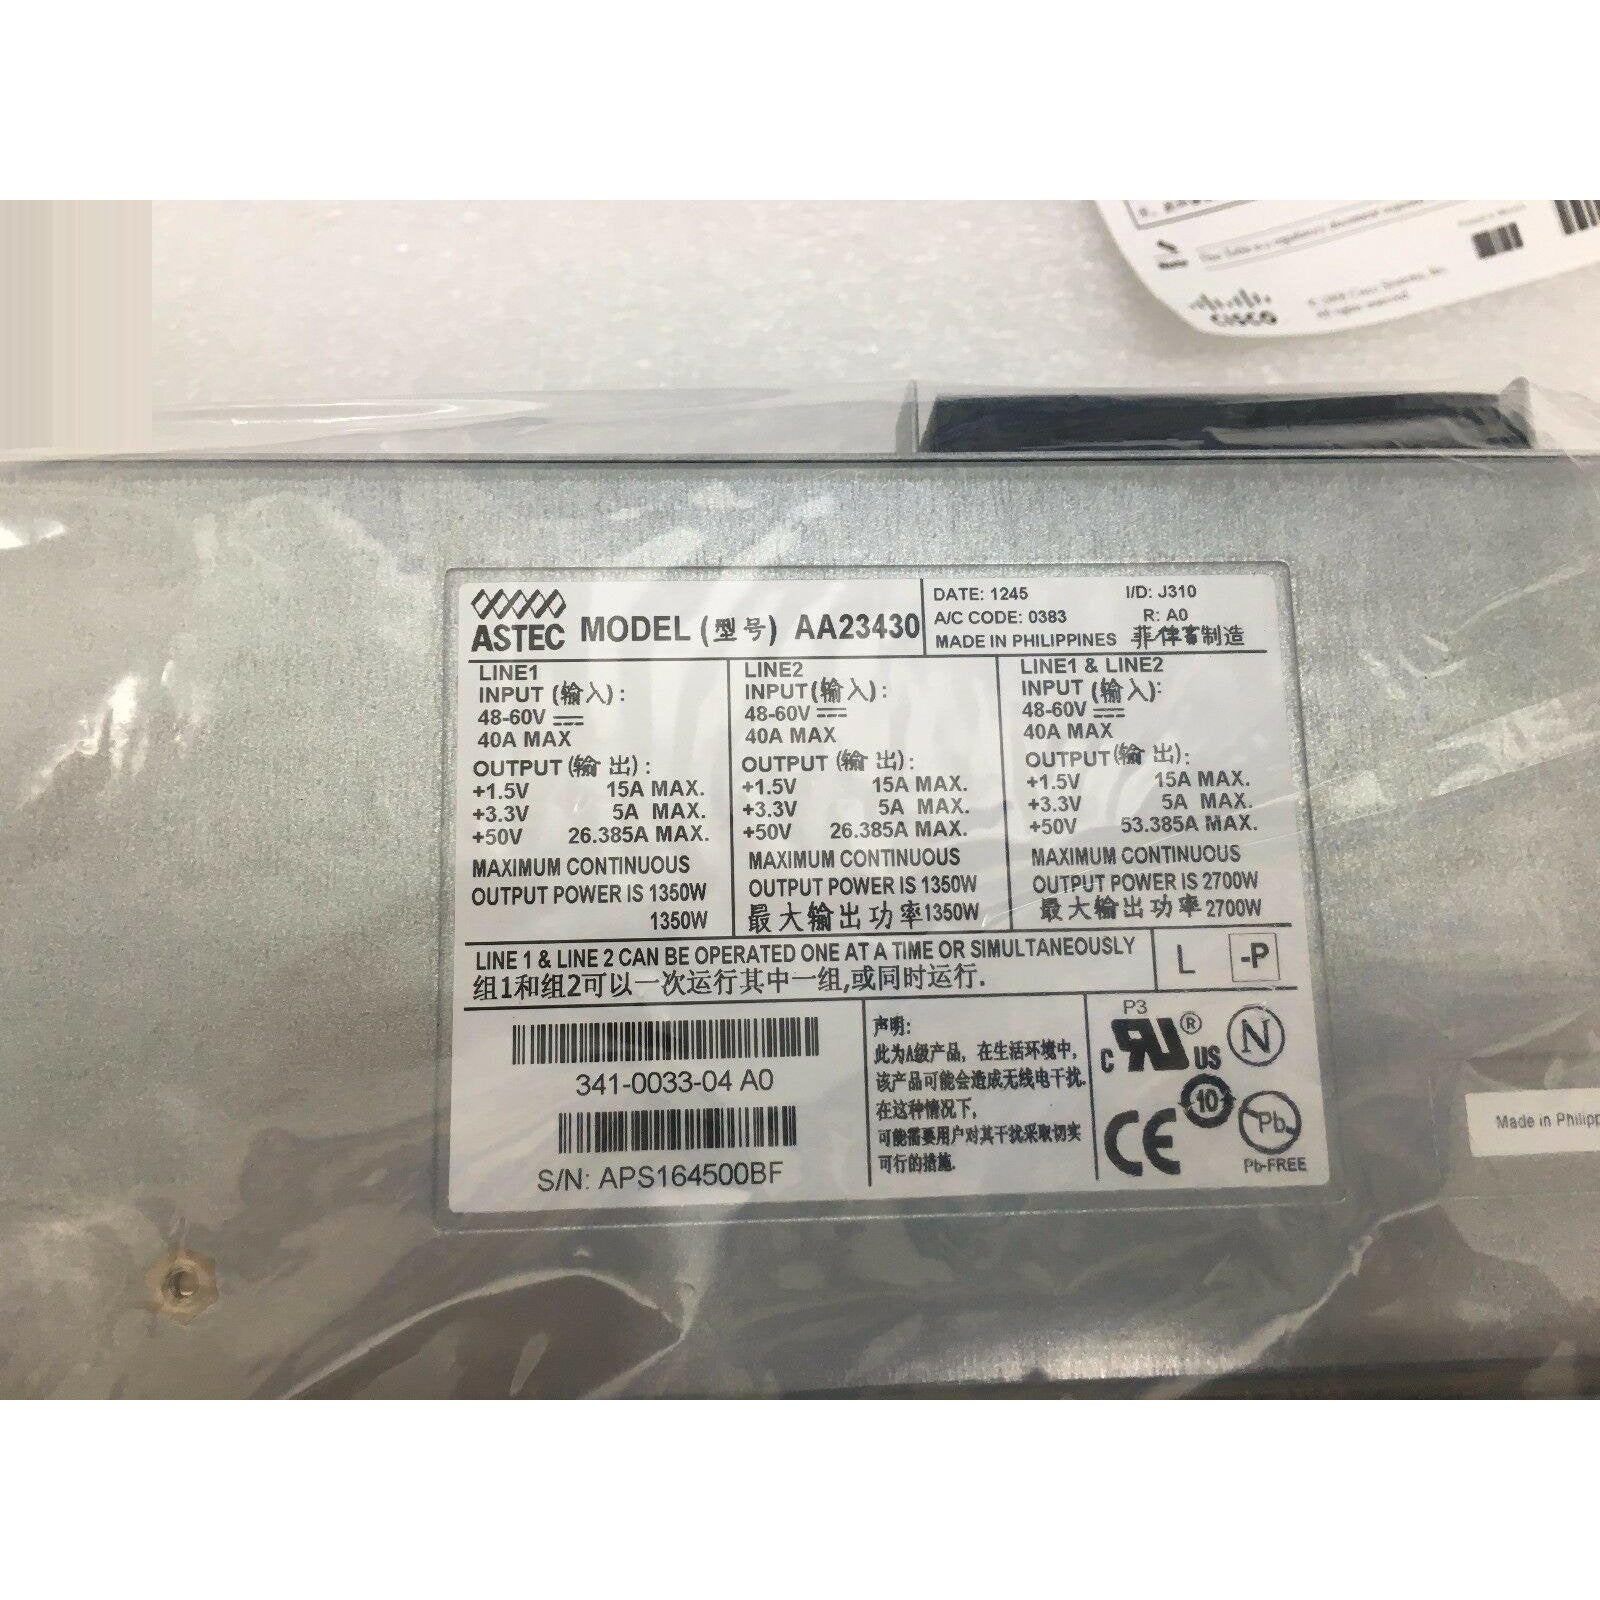 CISCO
ASTEC MODEL (型号) AA23430
DATE: 1245 I/D: J310
A/C CODE: 0383 R: A0
MADE IN PHILIPPINES 菲律宾制造
LINE1
INPUT (输入):
48-60V
40A MAX
OUTPUT (输出):
+1.5V 15A MAX.
+3.3V 5A MAX.
+50V 26.385A MAX.
MAXIMUM CONTINUOUS
OUTPUT POWER IS 1350W
1350W
LINE2
INPUT (输入):
48-60V
40A MAX
OUTPUT (输出):
+1.5V 15A MAX.
+3.3V 5A MAX.
+50V 26.385A MAX.
MAXIMUM CONTINUOUS
OUTPUT POWER IS 1350W
最大输出功率1350W
LINE1 & LINE2
INPUT (输入):
48-60V
40A MAX
OUTPUT (输出):
+1.5V 15A MAX.
+3.3V 5A MAX.
+50V 53.385A MAX.
MAXIMUM CONTINUOUS
OUTPUT POWER IS 2700W
最大输出功率2700W
LINE 1 & LINE 2 CAN BE OPERATED ONE AT A TIME OR SIMULTANEOUSLY
组1和组2可以一次运行其中一组,或同时运行.
L -P
341-0033-04 A0
S/N: APS164500BF
声明:
此为A级产品, 在生活环境中,
该产品可能会造成无线电干扰.
在这种情况下,
可能需要用户对其干扰采取切实
可行的措施.
P3
C RU ® US N
CE 10 Pb
Pb-FREE
Made in Philipp